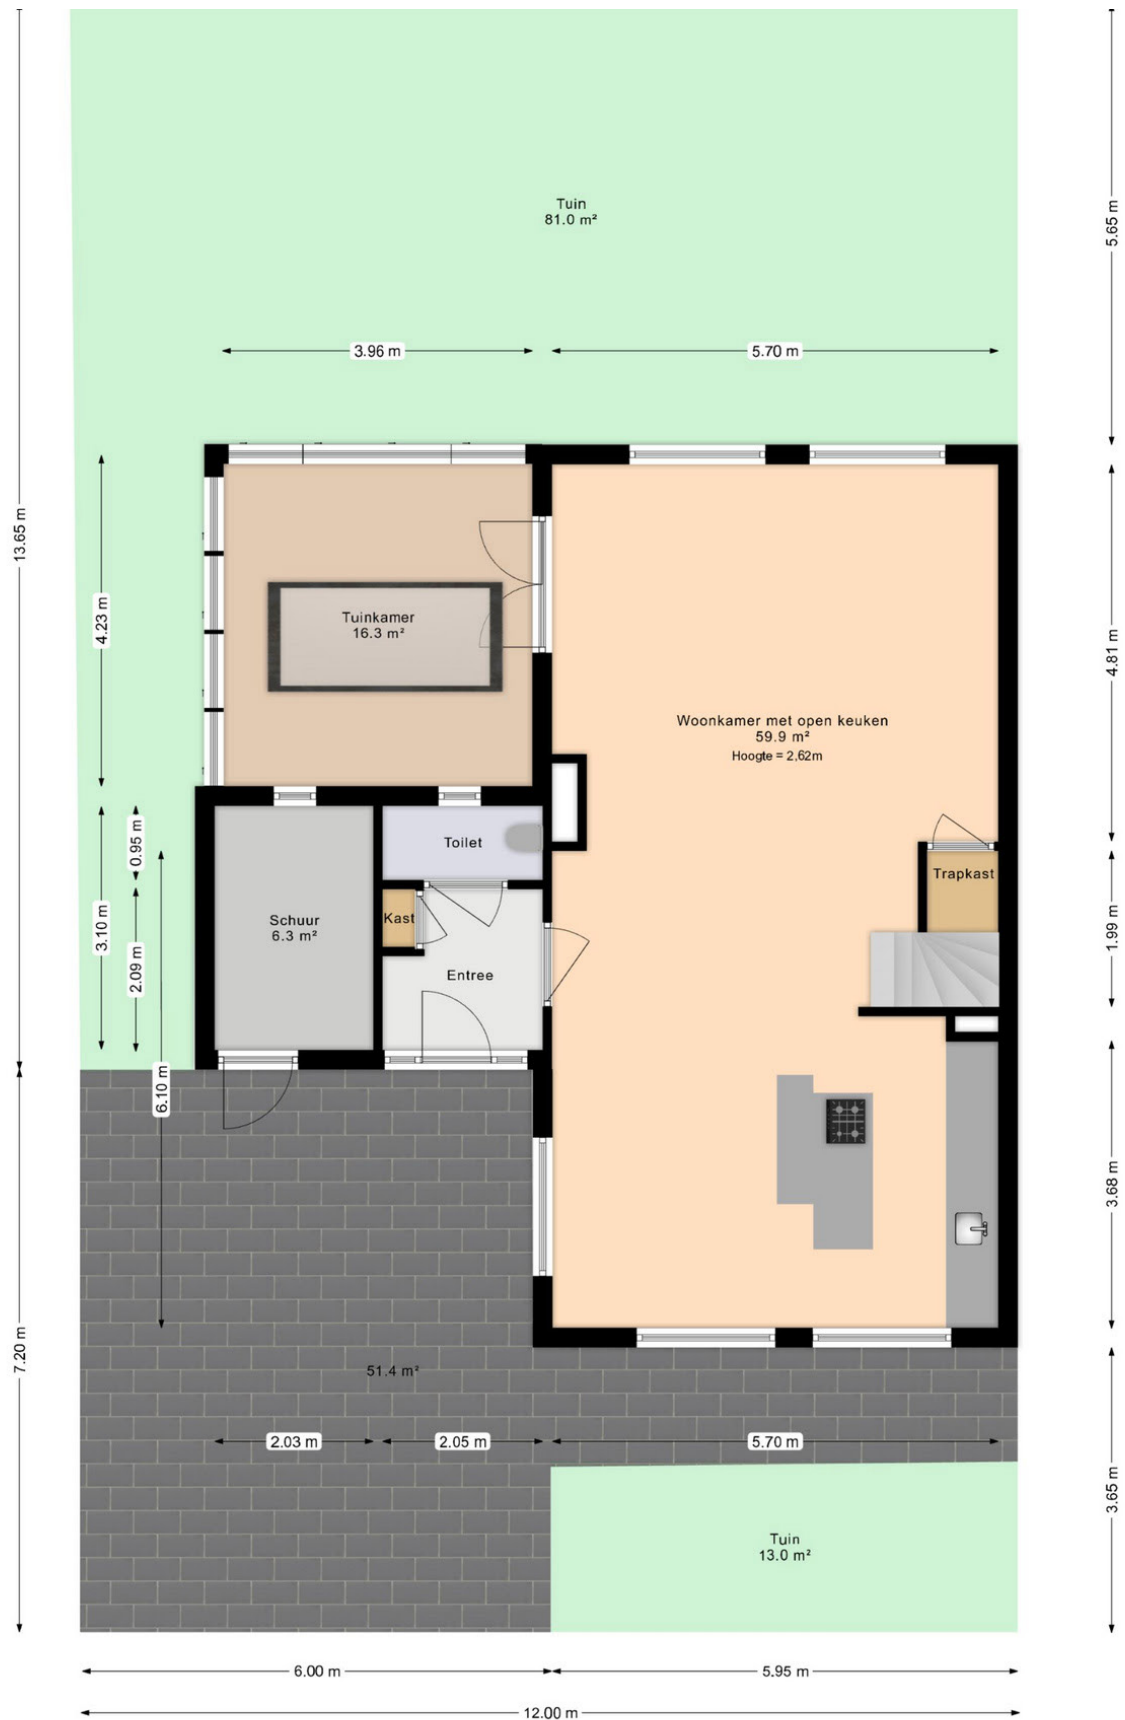 Tuin
81.0 m²
5.65 m
3.96 m
5.70 m
13.65 m
4.23 m
Tuinkamer
16.3 m²
4.81 m
Woonkamer met open keuken
59.9 m²
Hoogte = 2,62m
0.95 m
Toilet
Trapkast
3.10 m
Schuur
6.3 m²
Kast
1.99 m
2.09 m
Entree
6.10 m
3.68 m
7.20 m
51.4 m²
2.03 m
2.05 m
5.70 m
3.65 m
Tuin
13.0 m²
6.00 m
5.95 m
12.00 m